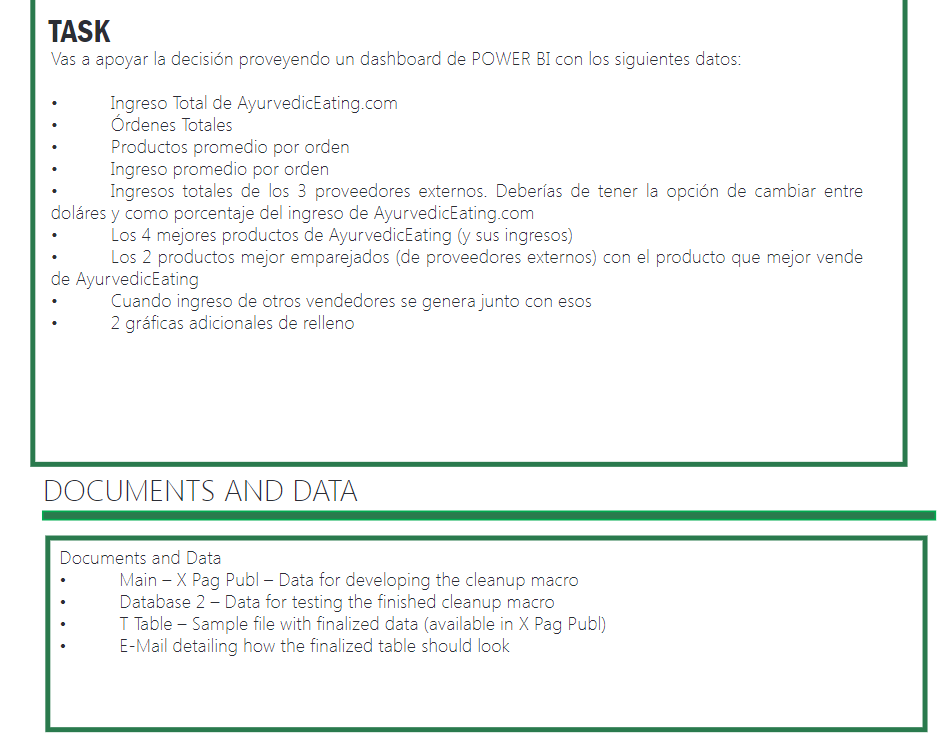 TASK
Vas a apoyar la decisión proveyendo un dashboard de POWER BI con los siguientes datos:
• Ingreso Total de AyurvedicEating.com
• Órdenes Totales
• Productos promedio por orden
• Ingreso promedio por orden
• Ingresos totales de los 3 proveedores externos. Deberías de tener la opción de cambiar entre
doláres y como porcentaje del ingreso de AyurvedicEating.com
• Los 4 mejores productos de AyurvedicEating (y sus ingresos)
• Los 2 productos mejor emparejados (de proveedores externos) con el producto que mejor vende
de AyurvedicEating
• Cuando ingreso de otros vendedores se genera junto con esos
• 2 gráficas adicionales de relleno
DOCUMENTS AND DATA
Documents and Data
• Main – X Pag Publ – Data for developing the cleanup macro
• Database 2 – Data for testing the finished cleanup macro
• T Table – Sample file with finalized data (available in X Pag Publ)
• E-Mail detailing how the finalized table should look